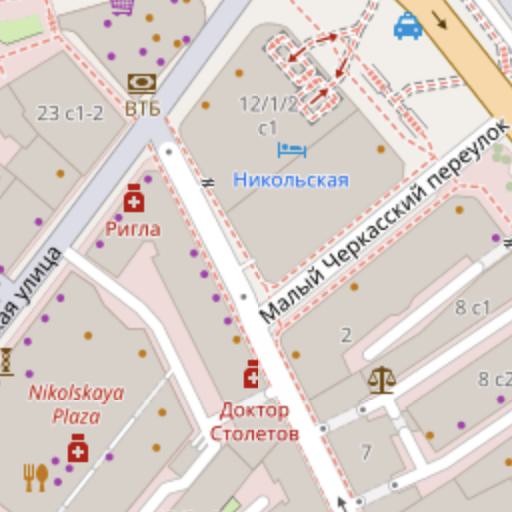 23 с1-2
ВТБ
12/1/2
с1
Никольская
Ригла
Малый Черкасский переулок
ая улица
8 с1
2
8 с2
Nikolskaya
Plaza
Доктор
Столетов
7